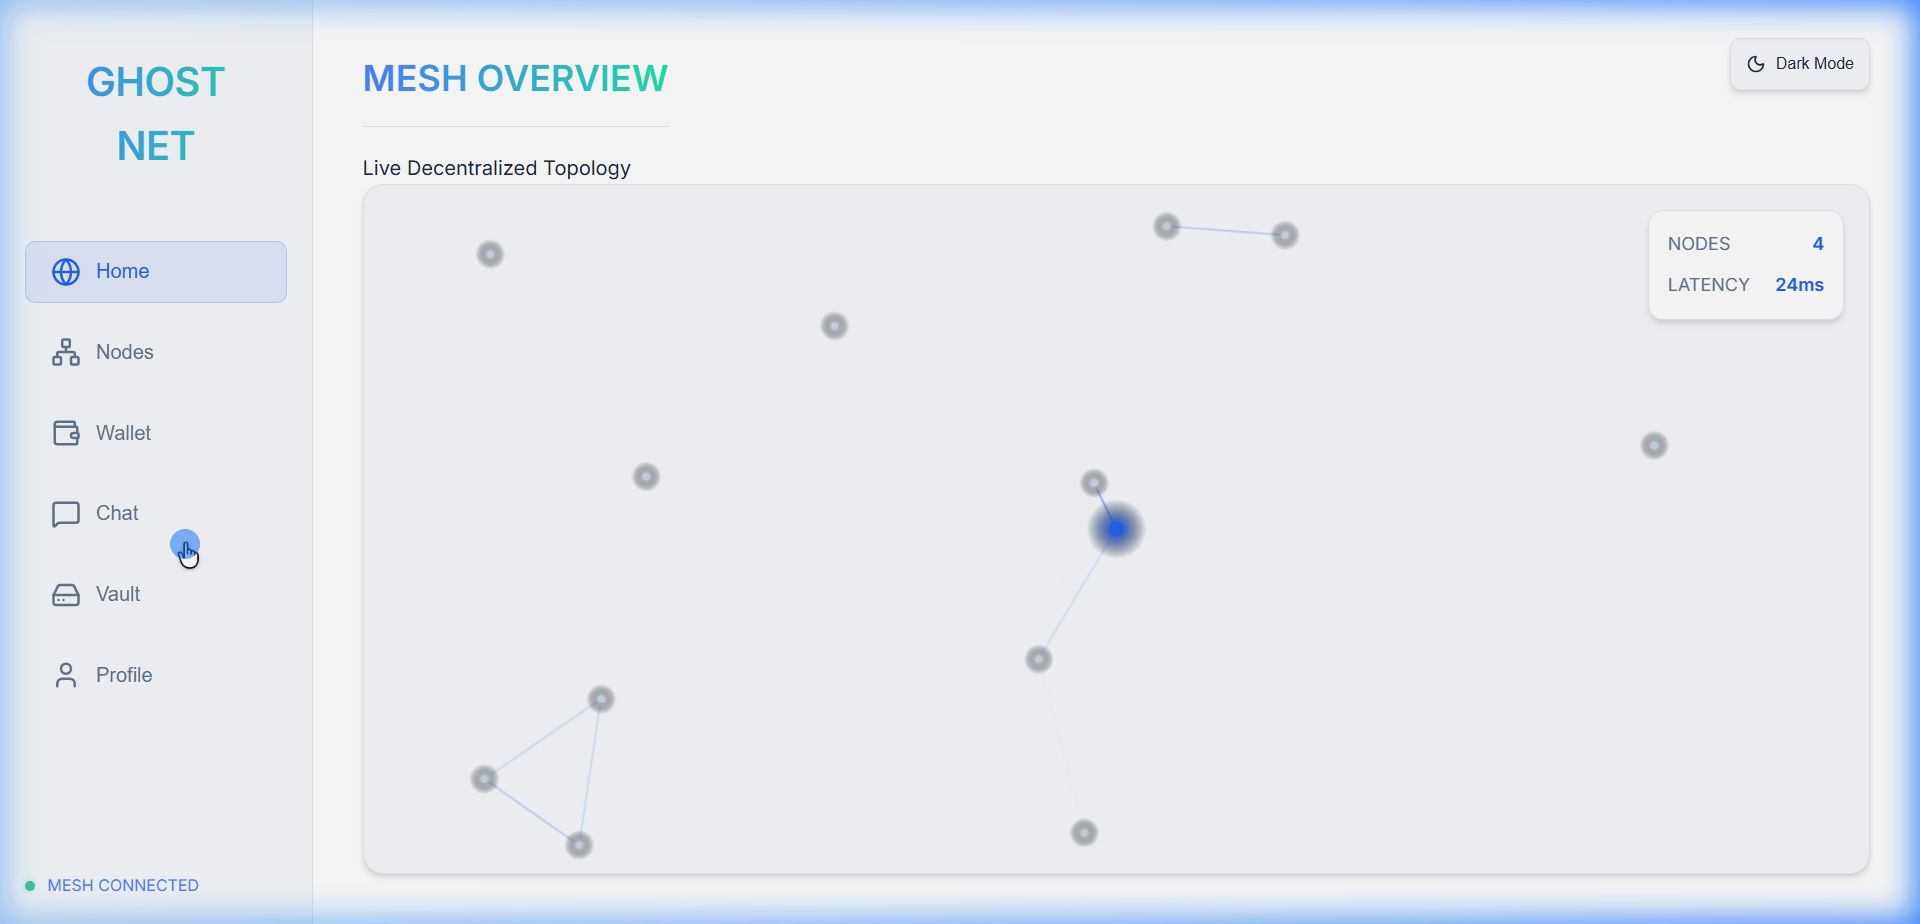 GHOST
NET
Home
Nodes
Wallet
Chat
Vault
Profile
MESH CONNECTED
MESH OVERVIEW
Dark Mode
Live Decentralized Topology
NODES 4
LATENCY 24ms